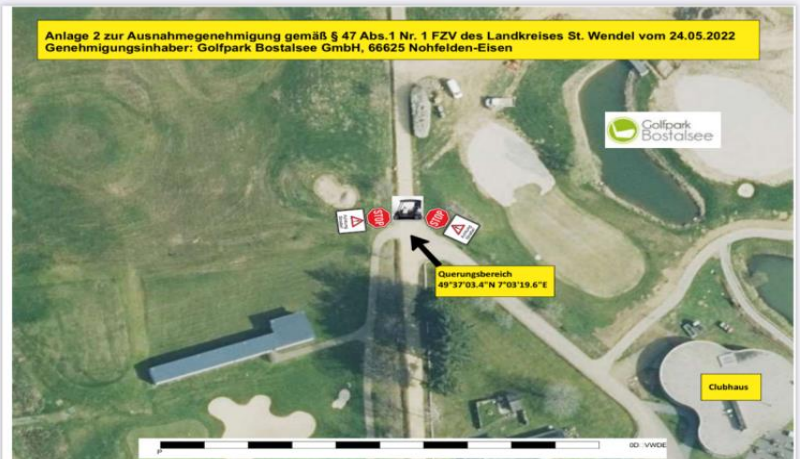 Anlage 2 zur Ausnahmegenehmigung gemäß § 47 Abs.1 Nr. 1 FZV des Landkreises St. Wendel vom 24.05.2022
Genehmigungsinhaber: Golfpark Bostalsee GmbH, 66625 Nohfelden-Eisen
Golfpark
Bostalsee
STOP
STOP
Querungsbereich
49°37'03.4"N 7°03'19.6"E
Clubhaus
P